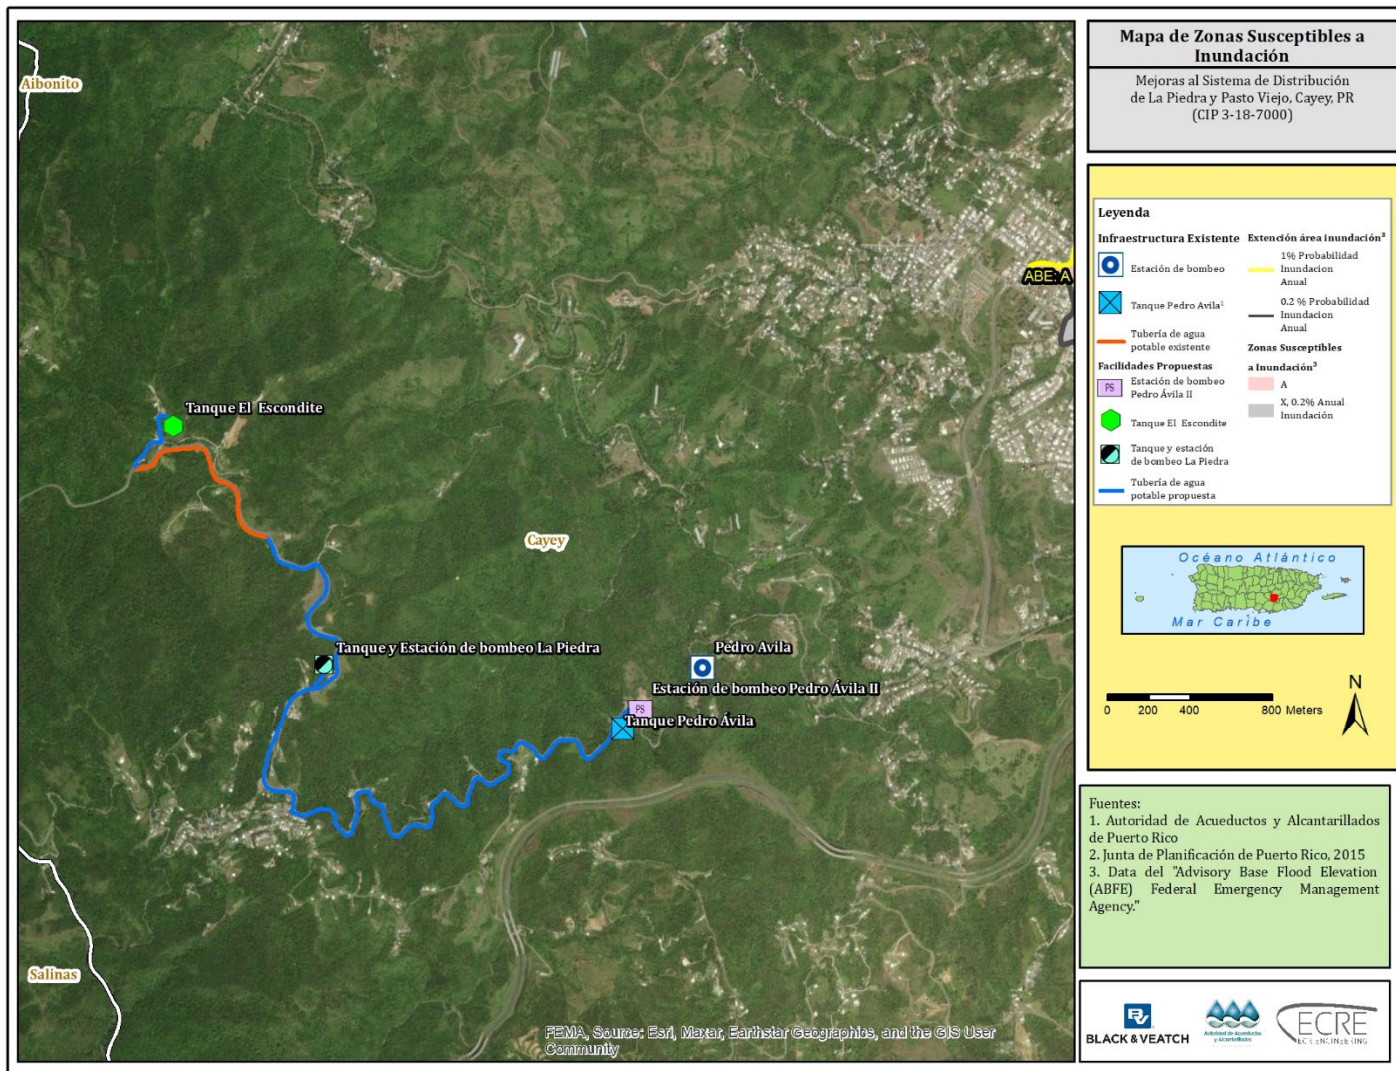 Aibonito
ABE: A
Tanque El Escondite
Cayey
Tanque y Estación de bombeo La Piedra
Pedro Avila
Estación de bombeo Pedro Ávila II
PS
Tanque Pedro Ávila
Salinas
FEMA, Source: Esri, Maxar, Earthstar Geographics, and the GIS User
Community
Mapa de Zonas Susceptibles a
Inundación
Mejoras al Sistema de Distribución
de La Piedra y Pasto Viejo, Cayey, PR
(CIP 3-18-7000)
Leyenda
Infraestructura Existente
Estación de bombeo
Tanque Pedro Avila¹
Tubería de agua
potable existente
Facilidades Propuestas
PS
Estación de bombeo
Pedro Ávila II
Tanque El Escondite
Tanque y estación
de bombeo La Piedra
Tubería de agua
potable propuesta
Extención área inundación³
1% Probabilidad
Inundacion
Anual
0.2 % Probabilidad
Inundacion
Anual
Zonas Susceptibles
a Inundación³
A
X, 0.2% Anual
Inundación
Océano Atlántico
Mar Caribe
N
0 200 400 800 Meters
Fuentes:
1. Autoridad de Acueductos y Alcantarillados
de Puerto Rico
2. Junta de Planificación de Puerto Rico, 2015
3. Data del "Advisory Base Flood Elevation
(ABFE) Federal Emergency Management
Agency."
BV
BLACK & VEATCH
Autoridad de Acueductos
y Alcantarillados
ECRE
ECR ENGINEERING